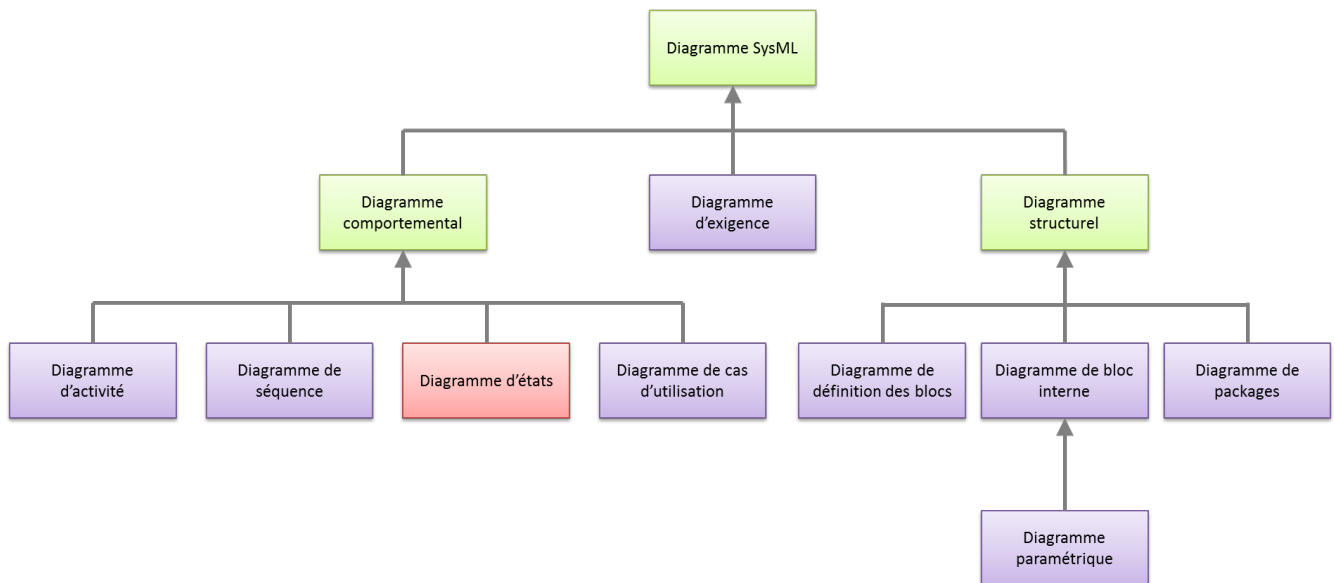 Diagramme SysML
Diagramme
comportemental
Diagramme
d’exigence
Diagramme
structurel
Diagramme
d’activité
Diagramme de
séquence
Diagramme d’états
Diagramme de cas
d’utilisation
Diagramme de
définition des blocs
Diagramme de bloc
interne
Diagramme de
packages
Diagramme
paramétrique